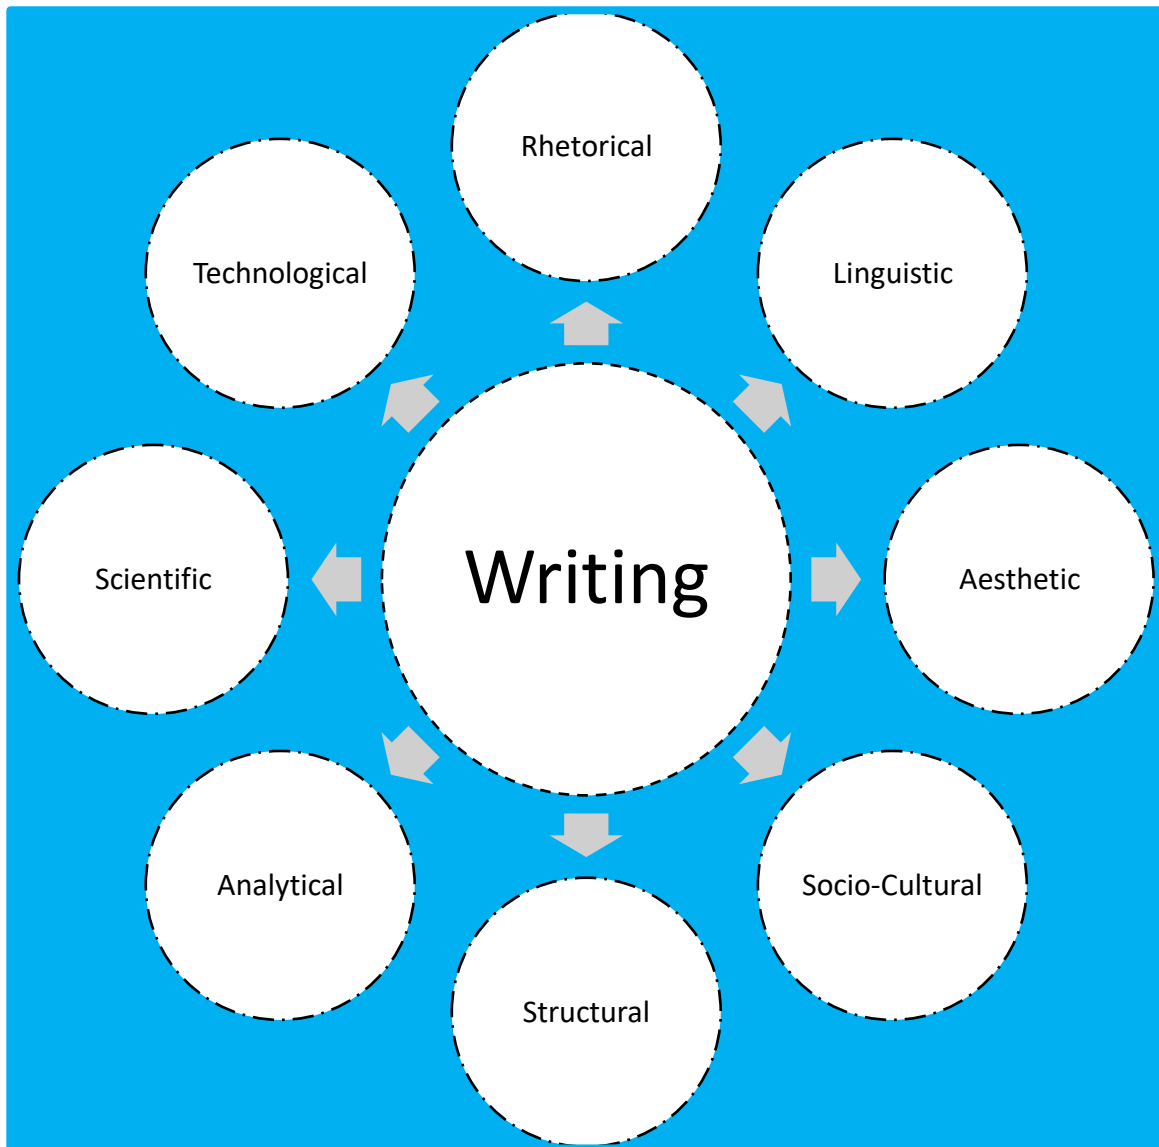 Rhetorical
Technological
Linguistic
Scientific
Writing
Aesthetic
Analytical
Socio-Cultural
Structural